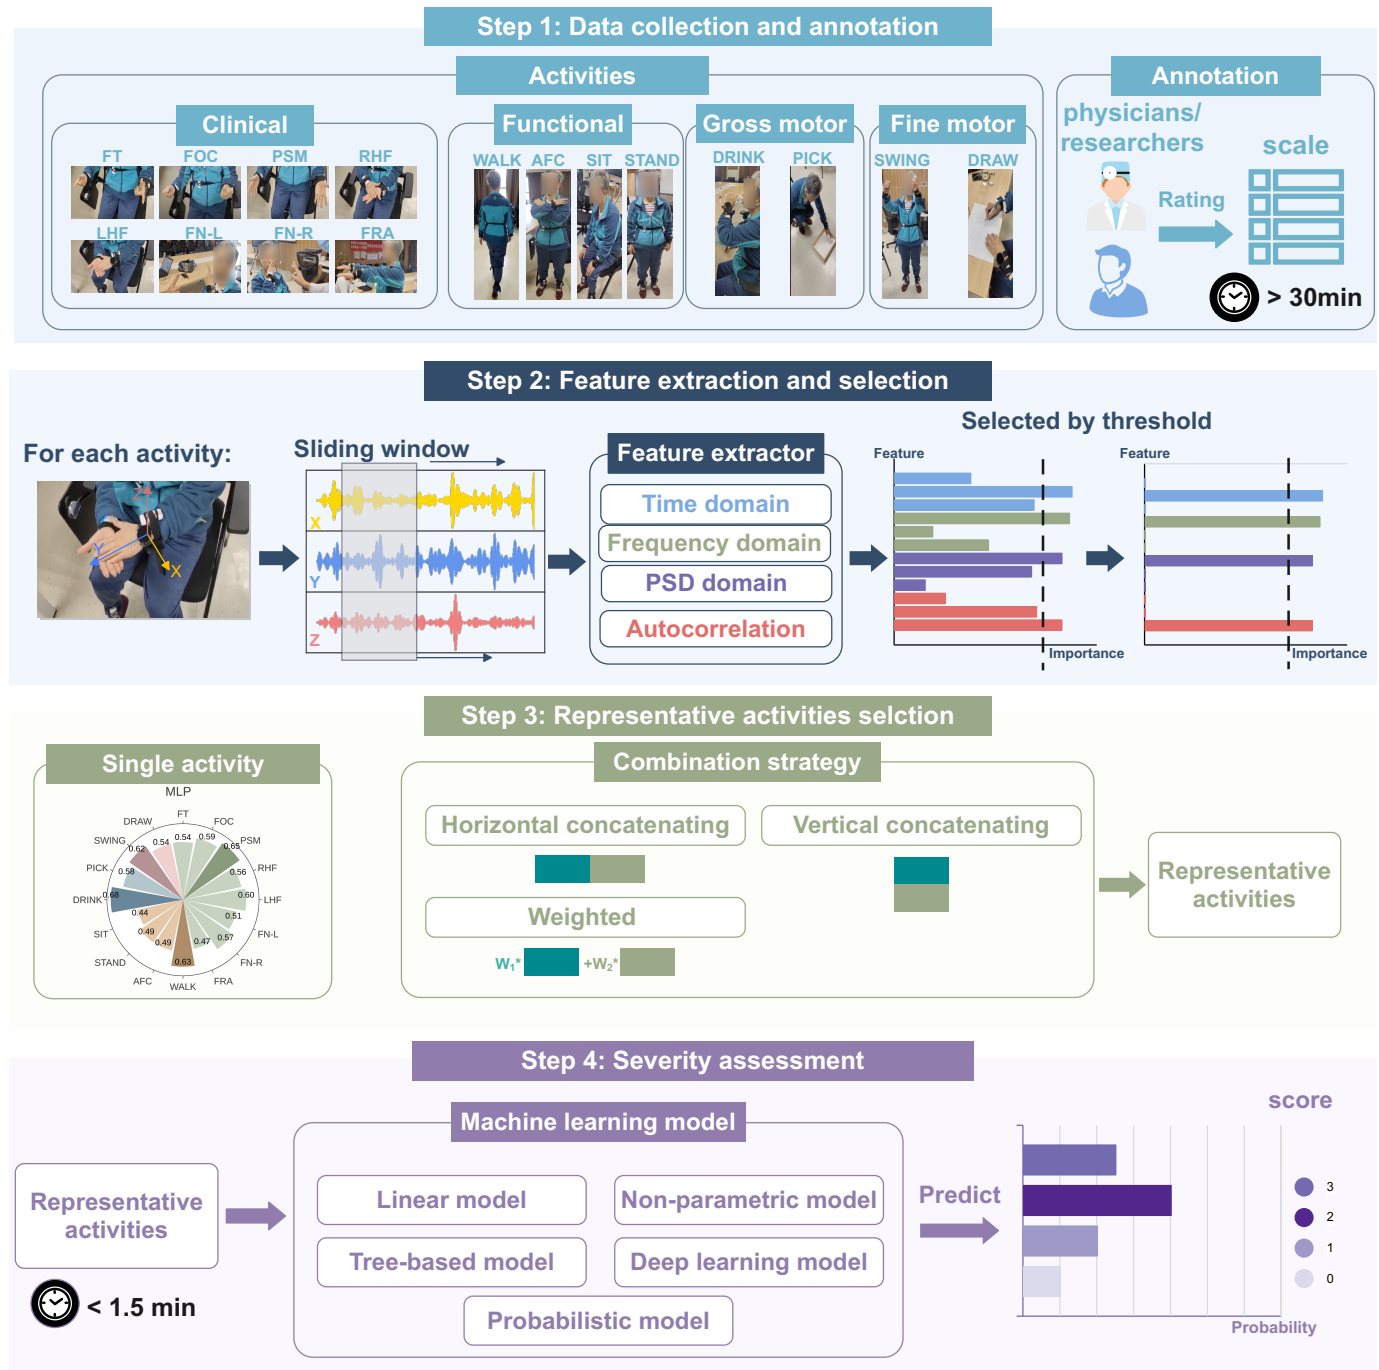 Step 1: Data collection and annotation
Activities
Clinical
FT
FOC
PSM
RHF
LHF
FN-L
FN-R
FRA
Functional
WALK
AFC
SIT
STAND
Gross motor
DRINK
PICK
Fine motor
SWING
DRAW
Annotation
physicians/
researchers
scale
Rating
> 30min
Step 2: Feature extraction and selection
For each activity:
Z
Y
X
Sliding window
X
Y
Z
Feature extractor
Time domain
Frequency domain
PSD domain
Autocorrelation
Selected by threshold
Feature
Importance
Feature
Importance
Step 3: Representative activities selction
Single activity
MLP
FT
FOC
PSM
RHF
LHF
FN-L
FN-R
FRA
WALK
AFC
STAND
SIT
DRINK
PICK
SWING
DRAW
0.54
0.59
0.65
0.56
0.60
0.51
0.57
0.47
0.63
0.49
0.49
0.44
0.68
0.58
0.62
0.54
Combination strategy
Horizontal concatenating
Vertical concatenating
Weighted
W1*
+W2*
Representative
activities
Step 4: Severity assessment
Representative
activities
< 1.5 min
Machine learning model
Linear model
Non-parametric model
Tree-based model
Deep learning model
Probabilistic model
Predict
score
3
2
1
0
Probability